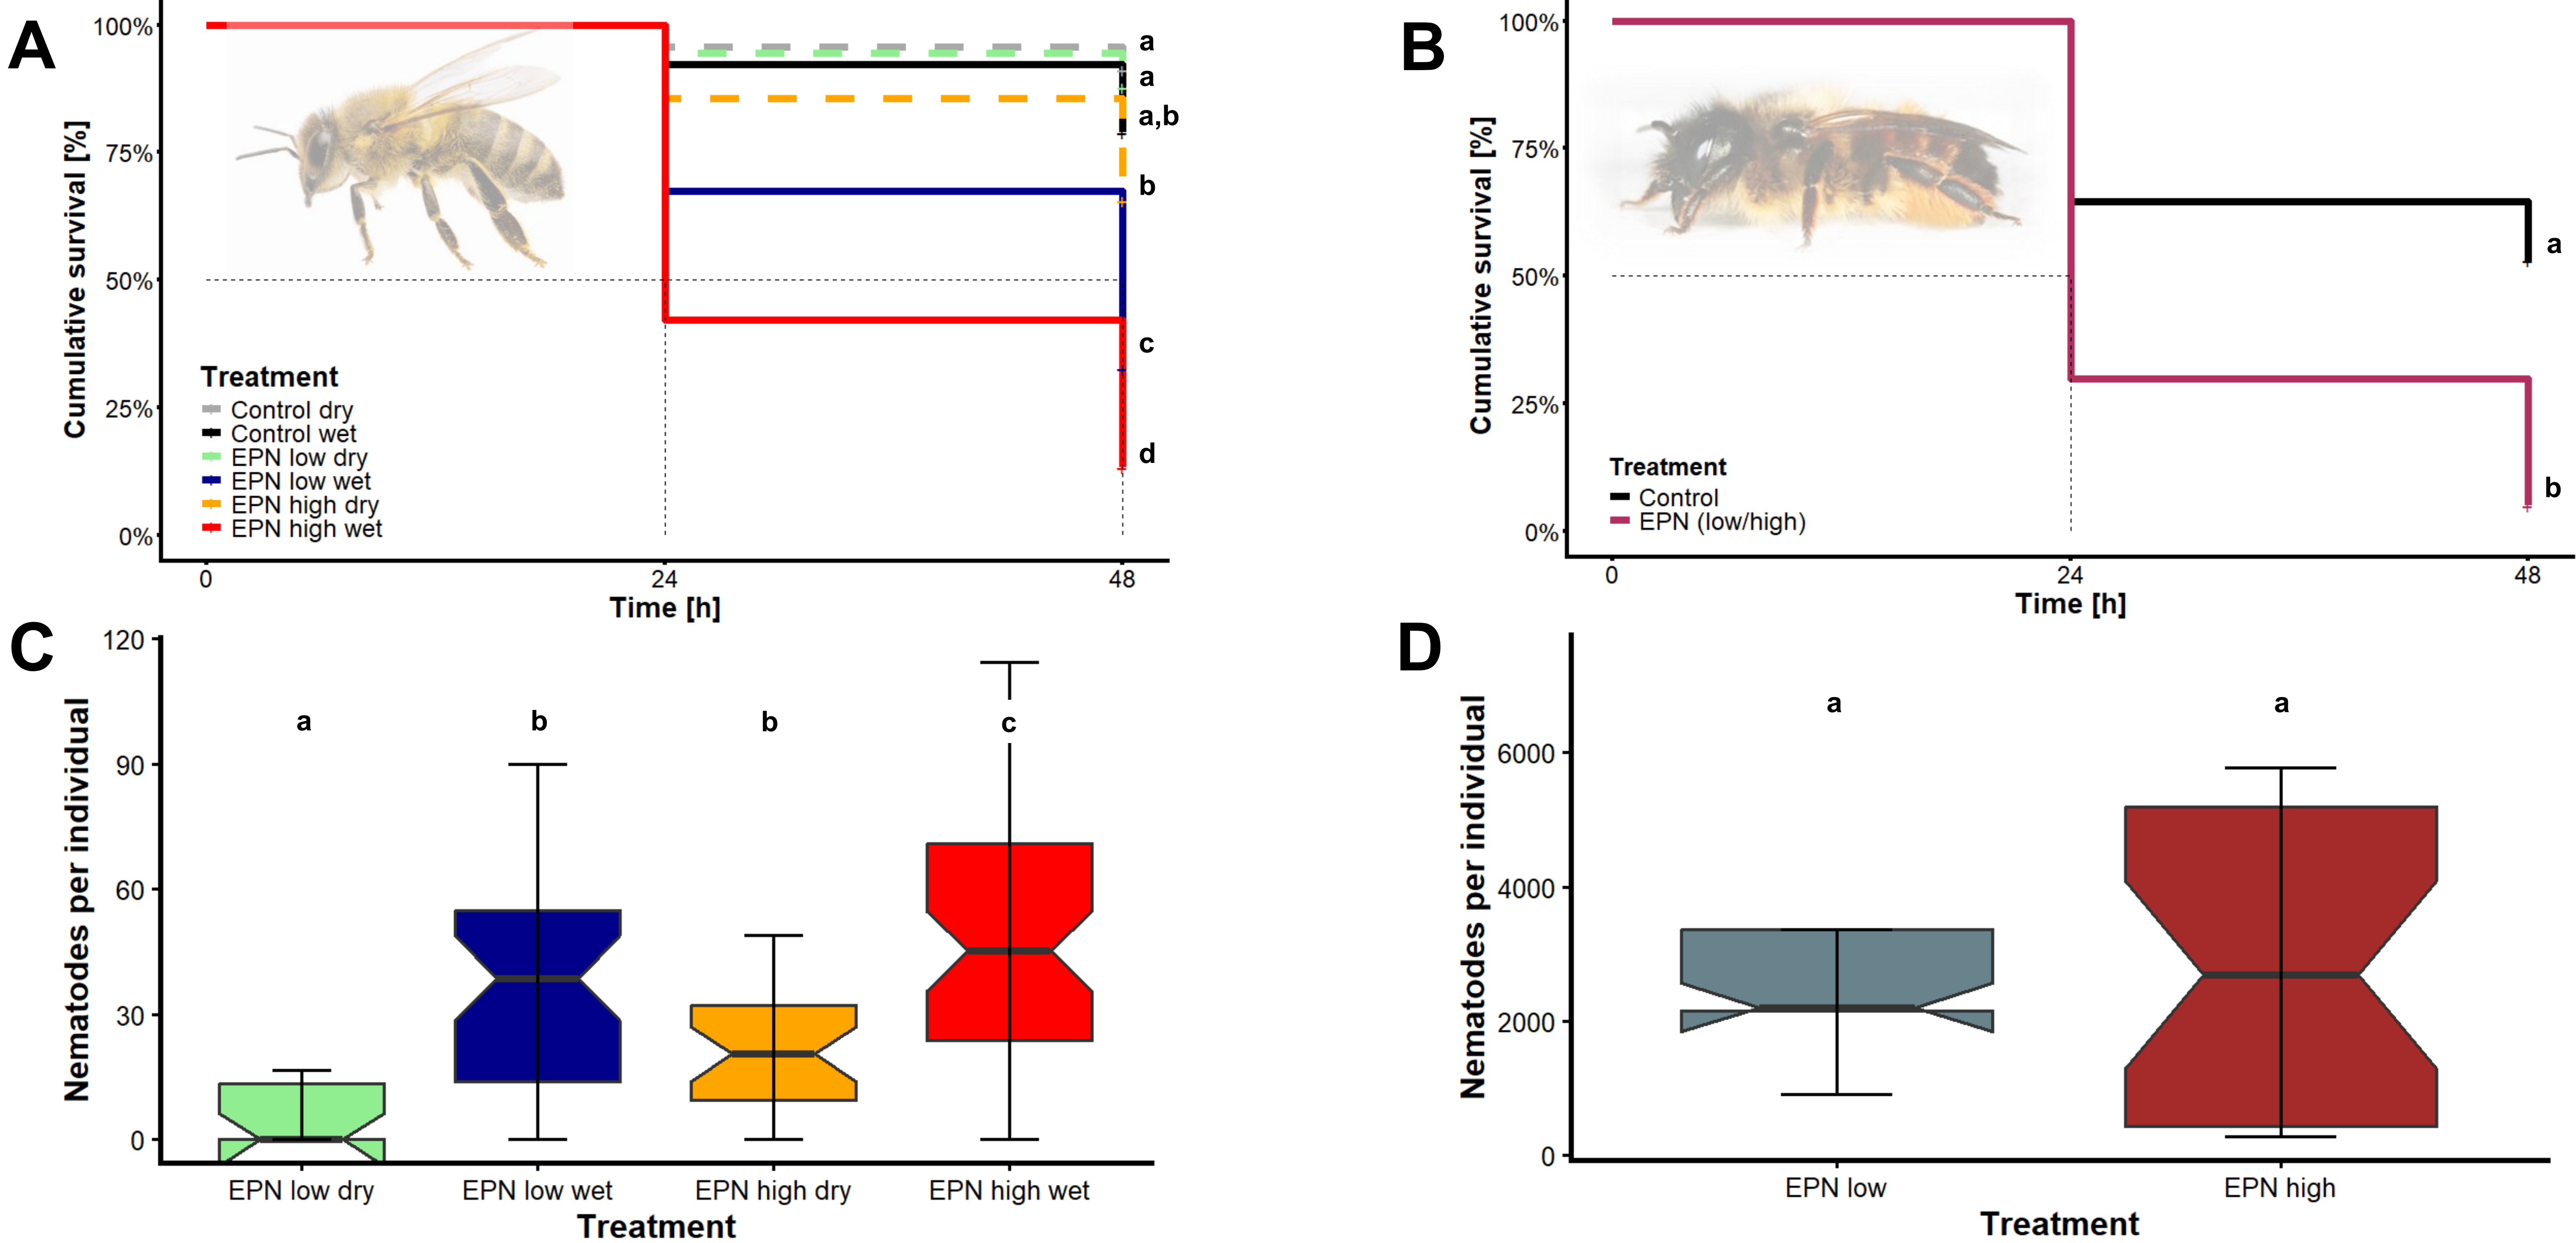 A
Cumulative survival [%]
100%
75%
50%
25%
0%
a
a
a,b
b
c
d
Treatment
Control dry
Control wet
EPN low dry
EPN low wet
EPN high dry
EPN high wet
0 24 48
Time [h]
B
Cumulative survival [%]
100%
75%
50%
25%
0%
a
b
Treatment
Control
EPN (low/high)
0 24 48
Time [h]
C
Nematodes per individual
120
90
60
30
0
a b b c
EPN low dry EPN low wet EPN high dry EPN high wet
Treatment
D
Nematodes per individual
6000
4000
2000
0
a a
EPN low EPN high
Treatment